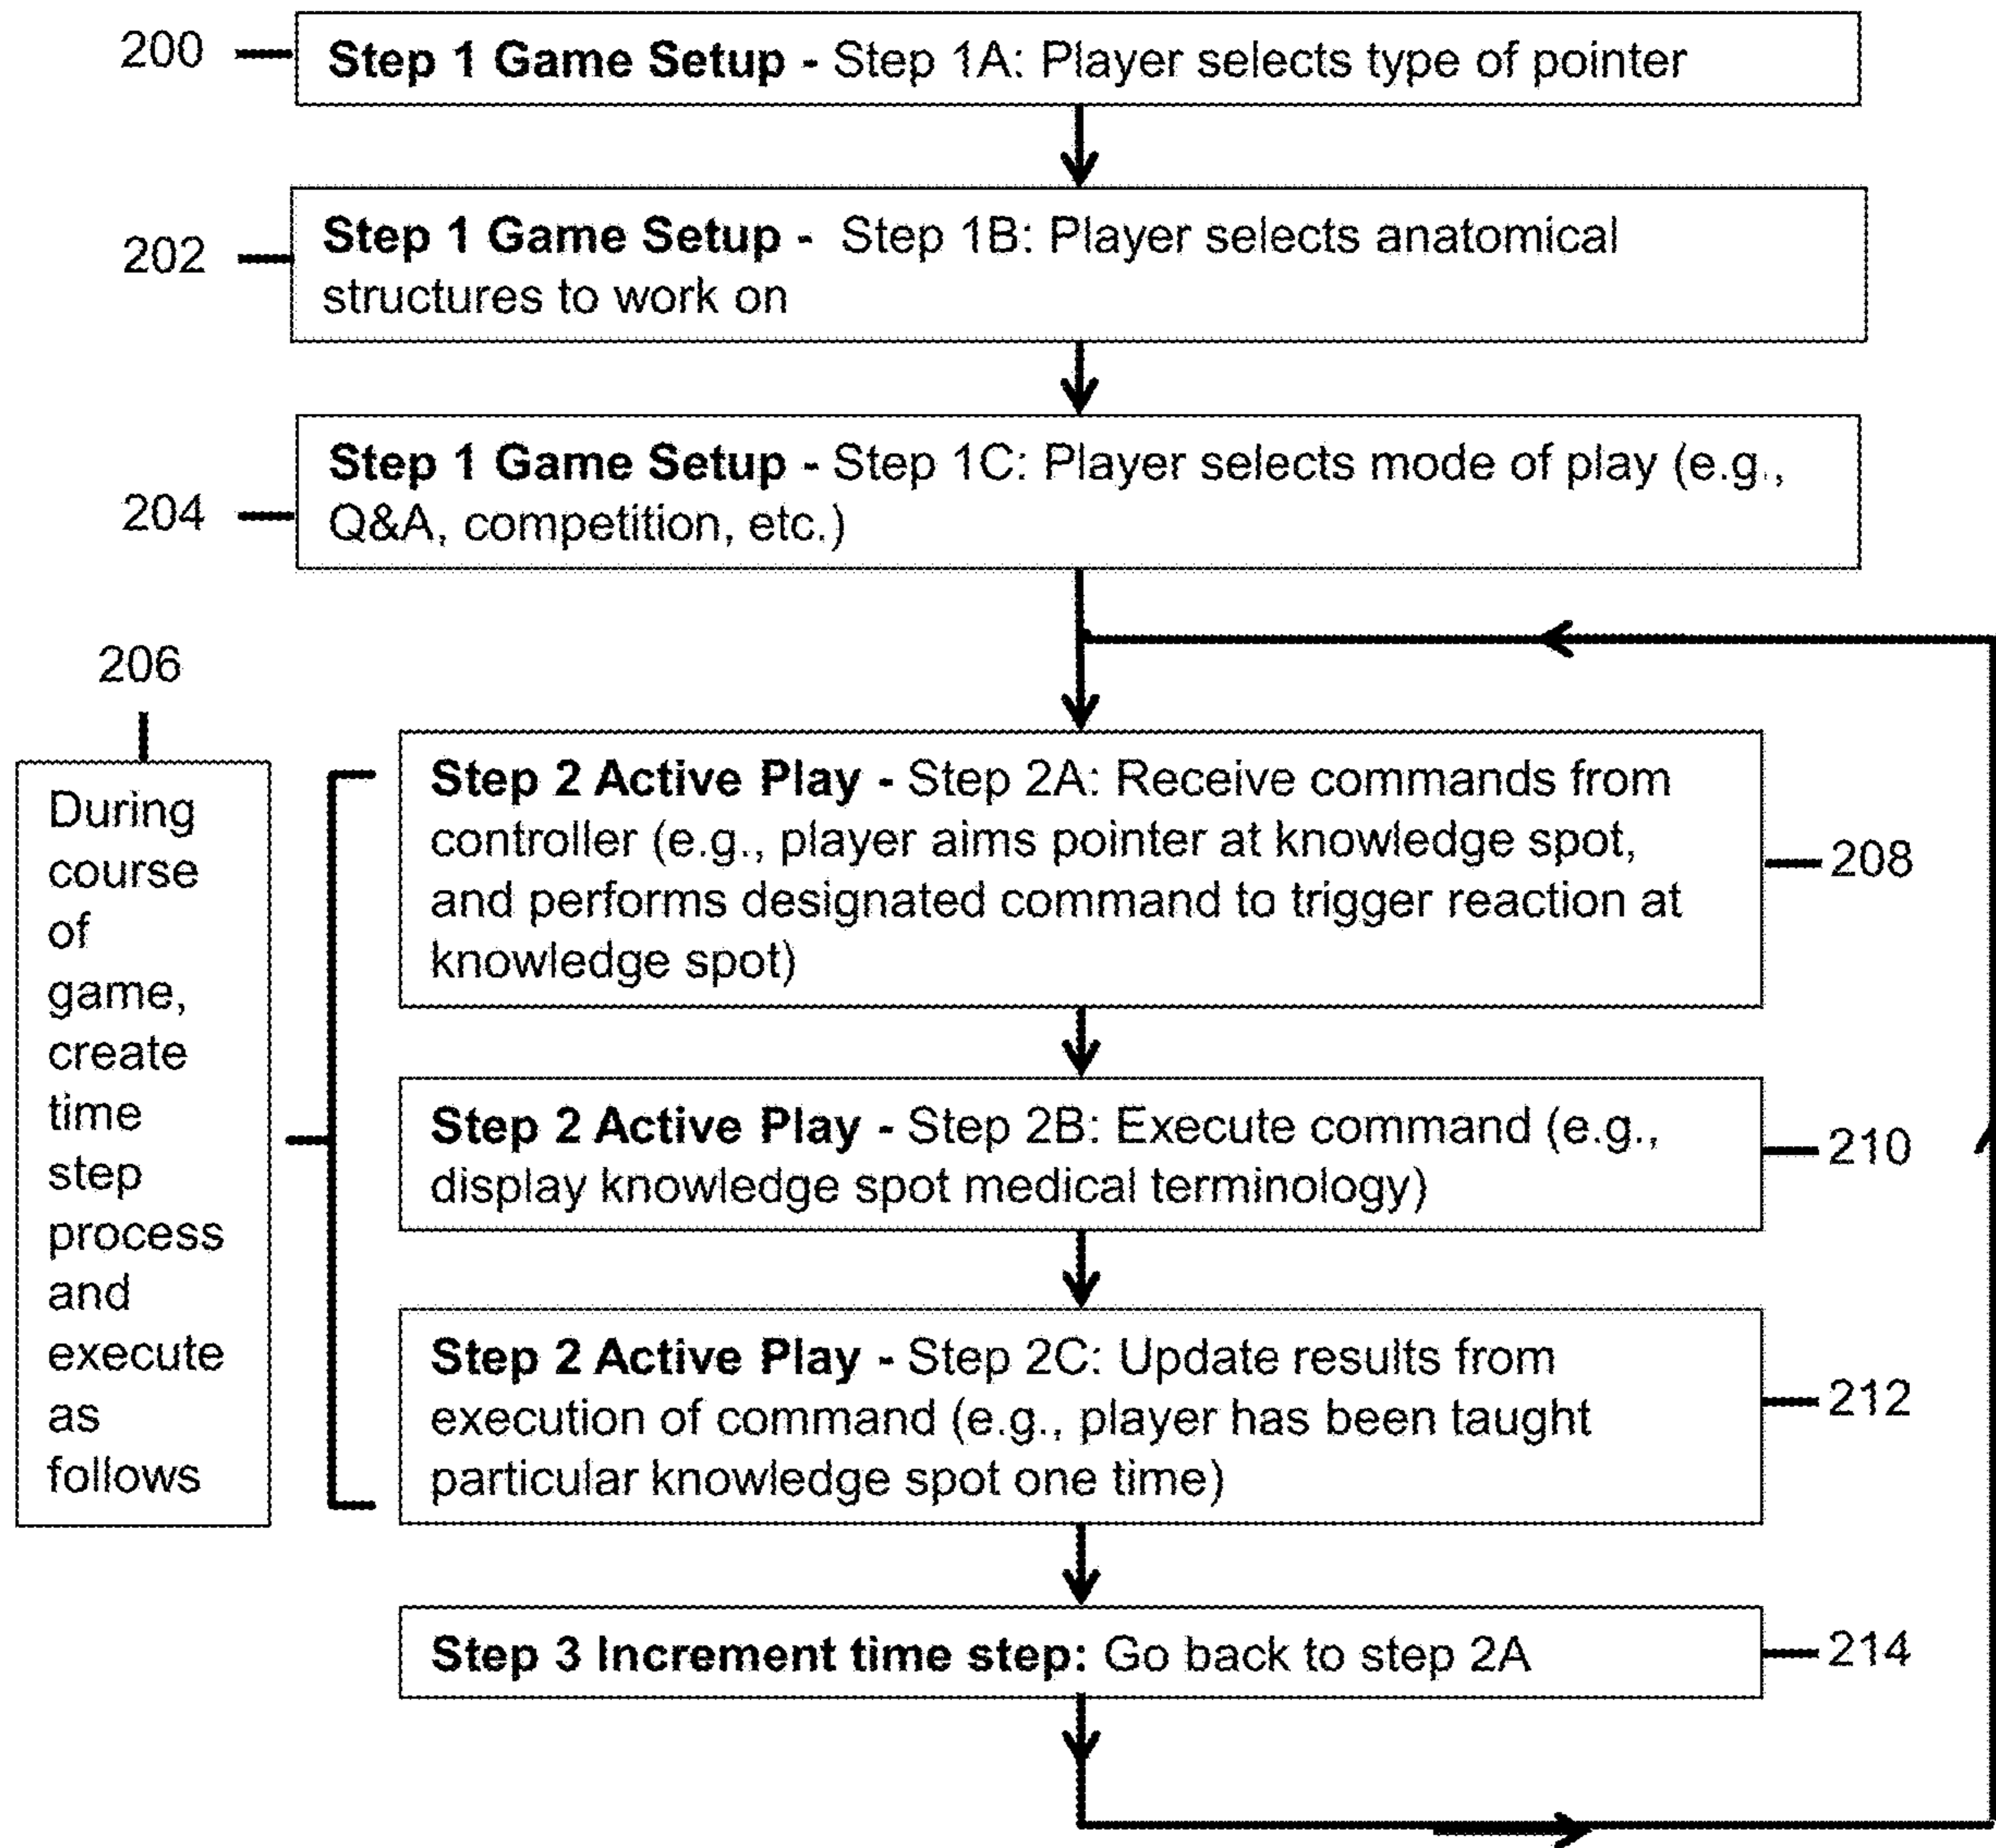 200
Step 1 Game Setup - Step 1A: Player selects type of pointer
202
Step 1 Game Setup - Step 1B: Player selects anatomical
structures to work on
204
Step 1 Game Setup - Step 1C: Player selects mode of play (e.g.,
Q&A, competition, etc.)
206
During
course
of
game,
create
time
step
process
and
execute
as
follows
Step 2 Active Play - Step 2A: Receive commands from
controller (e.g., player aims pointer at knowledge spot,
and performs designated command to trigger reaction at
knowledge spot)
208
Step 2 Active Play - Step 2B: Execute command (e.g.,
display knowledge spot medical terminology)
210
Step 2 Active Play - Step 2C: Update results from
execution of command (e.g., player has been taught
particular knowledge spot one time)
212
Step 3 Increment time step: Go back to step 2A
214